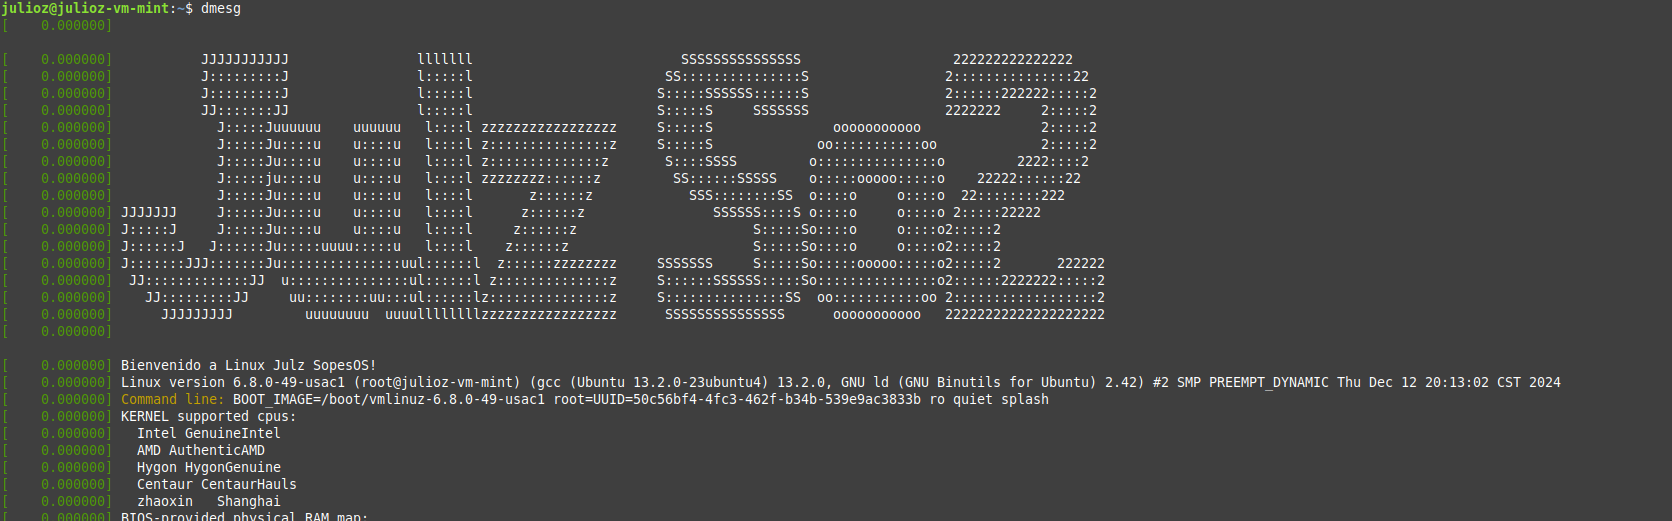 julioz@julioz-vm-mint:~$ dmesg
[    0.000000]

[    0.000000]           JJJJJJJJJJJ                lllllll                          SSSSSSSSSSSSSSS                   222222222222222
[    0.000000]           J:::::::::J                l:::::l                        SS:::::::::::::::S                 2:::::::::::::::22
[    0.000000]           J:::::::::J                l:::::l                       S:::::SSSSSS::::::S                 2::::::222222:::::2
[    0.000000]           JJ:::::::JJ                l:::::l                       S:::::S     SSSSSSS                 2222222     2:::::2
[    0.000000]             J:::::Juuuuuu    uuuuuu   l::::l zzzzzzzzzzzzzzzzz     S:::::S               ooooooooooo               2:::::2
[    0.000000]             J:::::Ju::::u    u::::u   l::::l z:::::::::::::::z     S:::::S             oo:::::::::::oo             2:::::2
[    0.000000]             J:::::Ju::::u    u::::u   l::::l z::::::::::::::z       S::::SSSS         o:::::::::::::::o         2222::::2
[    0.000000]             J:::::ju::::u    u::::u   l::::l zzzzzzzz::::::z         SS::::::SSSSS    o:::::ooooo:::::o    22222::::::22
[    0.000000]             J:::::Ju::::u    u::::u   l::::l       z::::::z            SSS::::::::SS  o::::o     o::::o  22::::::::222
[    0.000000] JJJJJJJ     J:::::Ju::::u    u::::u   l::::l      z::::::z                SSSSSS::::S o::::o     o::::o 2:::::22222
[    0.000000] J:::::J     J:::::Ju::::u    u::::u   l::::l     z::::::z                      S:::::So::::o     o::::o2:::::2
[    0.000000] J::::::J   J::::::Ju:::::uuuu:::::u   l::::l    z::::::z                       S:::::So::::o     o::::o2:::::2
[    0.000000] J:::::::JJJ:::::::Ju:::::::::::::::uul::::::l  z::::::zzzzzzzz     SSSSSSS     S:::::So:::::ooooo:::::o2:::::2       222222
[    0.000000]  JJ:::::::::::::JJ  u:::::::::::::::ul::::::l z::::::::::::::z     S::::::SSSSSS:::::So:::::::::::::::o2::::::2222222:::::2
[    0.000000]    JJ:::::::::JJ     uu::::::::uu:::ul::::::lz:::::::::::::::z     S:::::::::::::::SS  oo:::::::::::oo 2::::::::::::::::::2
[    0.000000]      JJJJJJJJJ         uuuuuuuu  uuuullllllllzzzzzzzzzzzzzzzzz      SSSSSSSSSSSSSSS      ooooooooooo   22222222222222222222
[    0.000000]

[    0.000000] Bienvenido a Linux Julz SopesOS!
[    0.000000] Linux version 6.8.0-49-usac1 (root@julioz-vm-mint) (gcc (Ubuntu 13.2.0-23ubuntu4) 13.2.0, GNU ld (GNU Binutils for Ubuntu) 2.42) #2 SMP PREEMPT_DYNAMIC Thu Dec 12 20:13:02 CST 2024
[    0.000000] Command line: BOOT_IMAGE=/boot/vmlinuz-6.8.0-49-usac1 root=UUID=50c56bf4-4fc3-462f-b34b-539e9ac3833b ro quiet splash
[    0.000000] KERNEL supported cpus:
[    0.000000]   Intel GenuineIntel
[    0.000000]   AMD AuthenticAMD
[    0.000000]   Hygon HygonGenuine
[    0.000000]   Centaur CentaurHauls
[    0.000000]   zhaoxin   Shanghai
[    0.000000] BIOS-provided physical RAM map: